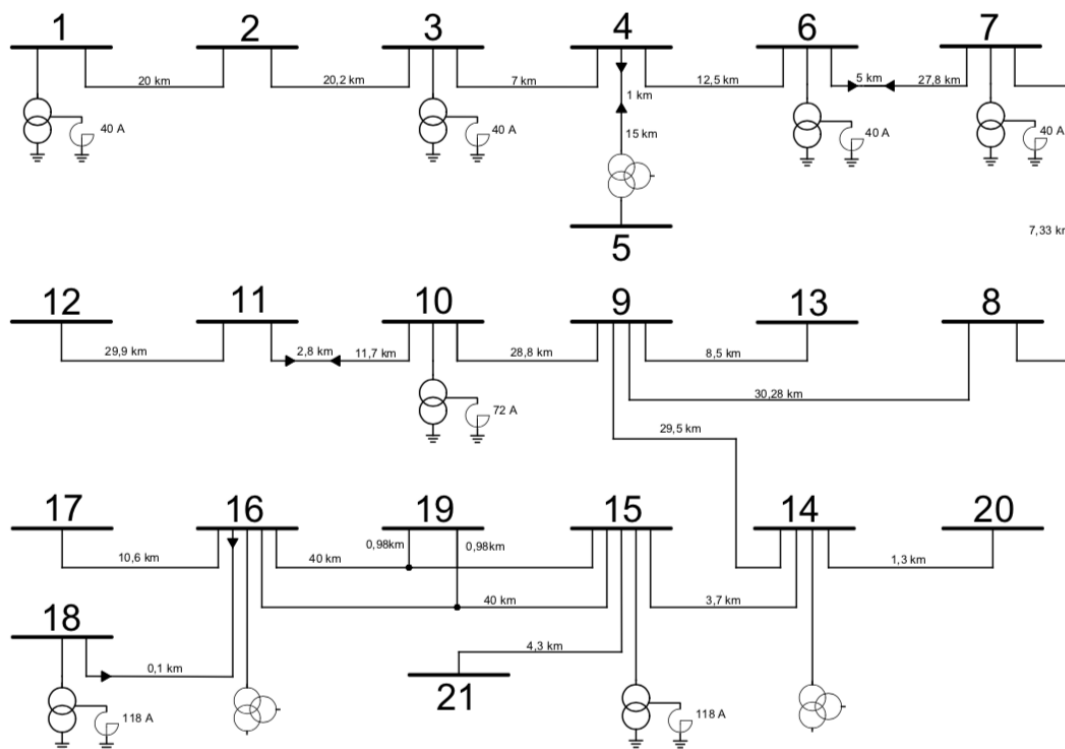 1 2 3 4 6 7
20 km 20,2 km 7 km 12,5 km 5 km 27,8 km
1 km
40 A 40 A 15 km 40 A 40 A
5
7,33 km
12 11 10 9 13 8
29,9 km 2,8 km 11,7 km 28,8 km 8,5 km
30,28 km
72 A
29,5 km
17 16 19 15 14 20
0,98km 0,98km
10,6 km 40 km 1,3 km
40 km 3,7 km
18
4,3 km
0,1 km
21
118 A 118 A